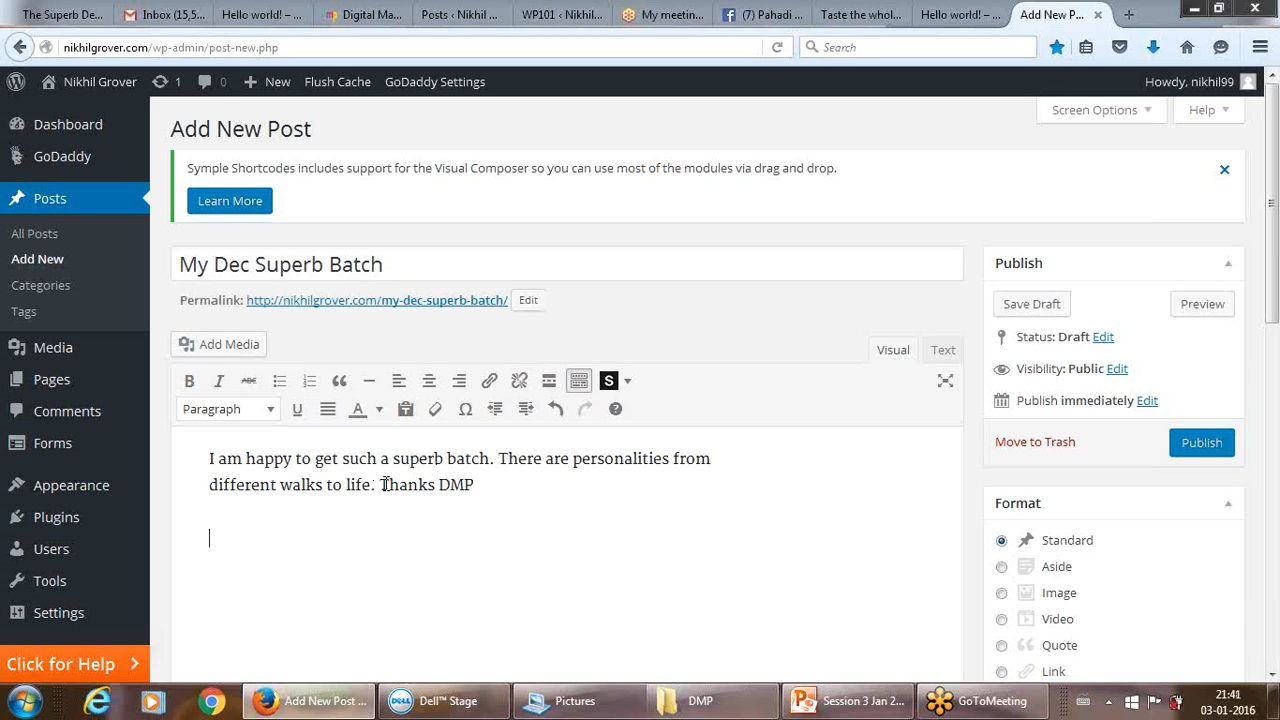 The Superb De...
Inbox (15,5...
Hello world! – ...
Digital Ma...
Posts ‹ Nikhil ...
WP101 – Nikhil...
My meetin...
(7) Pahadi ...
Taste the whol...
Hello world! – ...
Add New P...
nikhilgrover.com/wp-admin/post-new.php
Search
Nikhil Grover
1
0
New
Flush Cache
GoDaddy Settings
Howdy, nikhil99
Dashboard
GoDaddy
Posts
All Posts
Add New
Categories
Tags
Media
Pages
Comments
Forms
Appearance
Plugins
Users
Tools
Settings
Click for Help
Screen Options
Help
Add New Post
Symple Shortcodes includes support for the Visual Composer so you can use most of the modules via drag and drop.
Learn More
My Dec Superb Batch
Permalink: http://nikhilgrover.com/my-dec-superb-batch/ Edit
Add Media
Visual
Text
B I ABC
S
Paragraph
U
A
I am happy to get such a superb batch. There are personalities from
different walks to life. Thanks DMP
Publish
Save Draft
Preview
Status: Draft Edit
Visibility: Public Edit
Publish immediately Edit
Move to Trash
Publish
Format
Standard
Aside
Image
Video
Quote
Link
Add New Post ...
DELL
Dell™ Stage
Pictures
DMP
Session 3 Jan 2...
GoToMeeting
21:41
03-01-2016